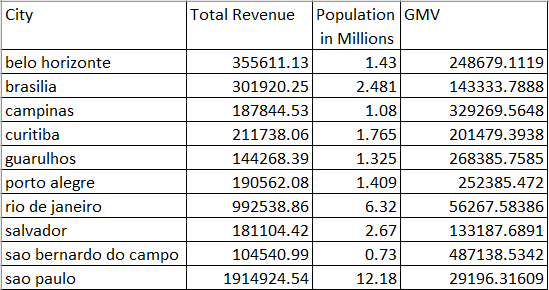 City Total Revenue Population in Millions GMV
belo horizonte 355611.13 1.43 248679.1119
brasilia 301920.25 2.481 143333.7888
campinas 187844.53 1.08 329269.5648
curitiba 211738.06 1.765 201479.3938
guarulhos 144268.39 1.325 268385.7585
porto alegre 190562.08 1.409 252385.472
rio de janeiro 992538.86 6.32 56267.58386
salvador 181104.42 2.67 133187.6891
sao bernardo do campo 104540.99 0.73 487138.5342
sao paulo 1914924.54 12.18 29196.31609